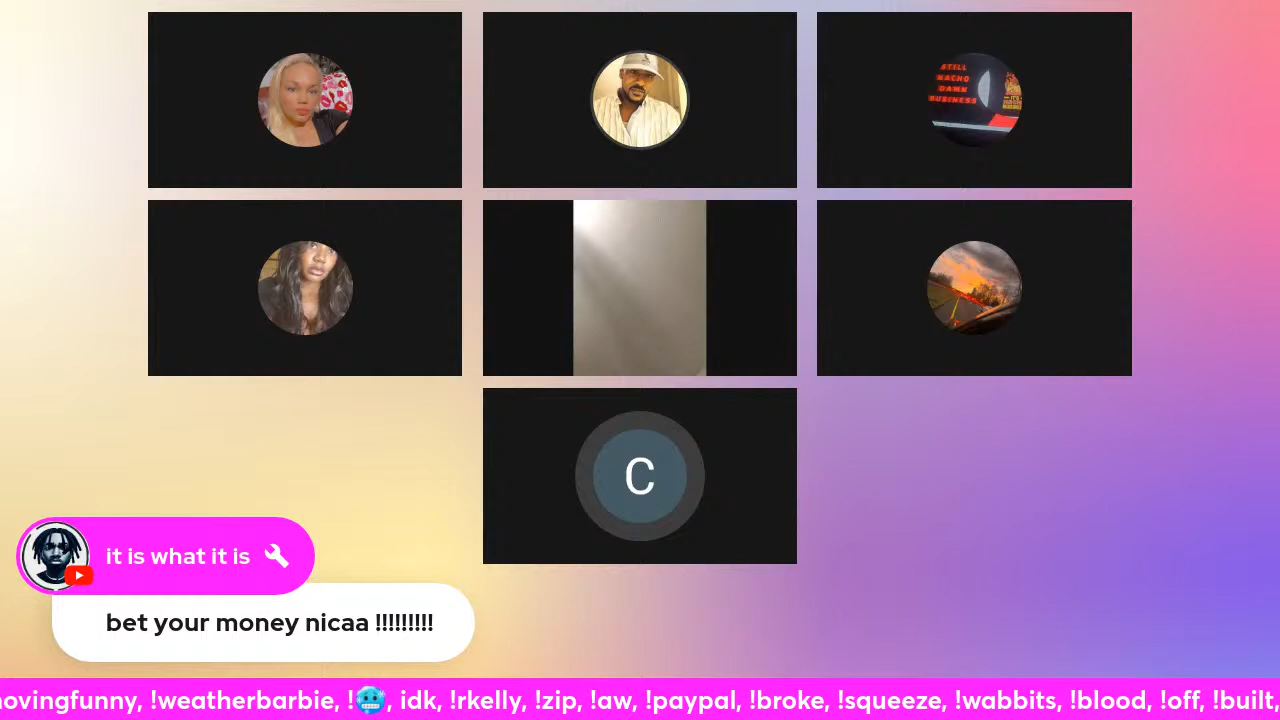 STILL
NACHO
DAMN
BUSINESS
C
it is what it is
bet your money nicaa !!!!!!!!!
ovingfunny, !weatherbarbie, !🥶, idk, !rkelly, !zip, !aw, !paypal, !broke, !squeeze, !wabbits, !blood, !off, !built,